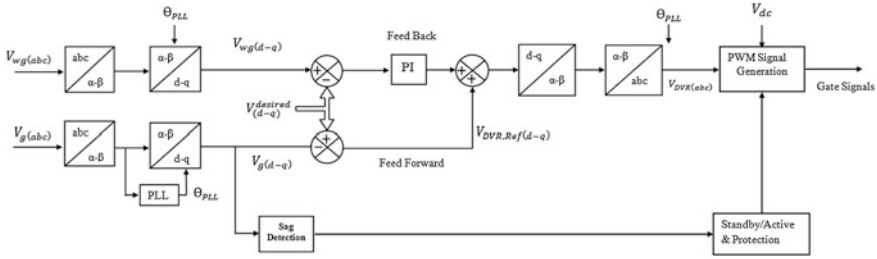 Θ_PLL
Θ_PLL
V_dc
V_wg(abc)
abc
α-β
α-β
d-q
V_wg(d-q)
+
-
Feed Back
PI
+
+
d-q
α-β
α-β
abc
V_DVR(abc)
PWM Signal
Generation
Gate Signals
V^desired_(d-q)
V_g(abc)
abc
α-β
α-β
d-q
PLL
Θ_PLL
V_g(d-q)
+
-
Feed Forward
V_DVR,Ref(d-q)
Sag
Detection
Standby/Active
& Protection